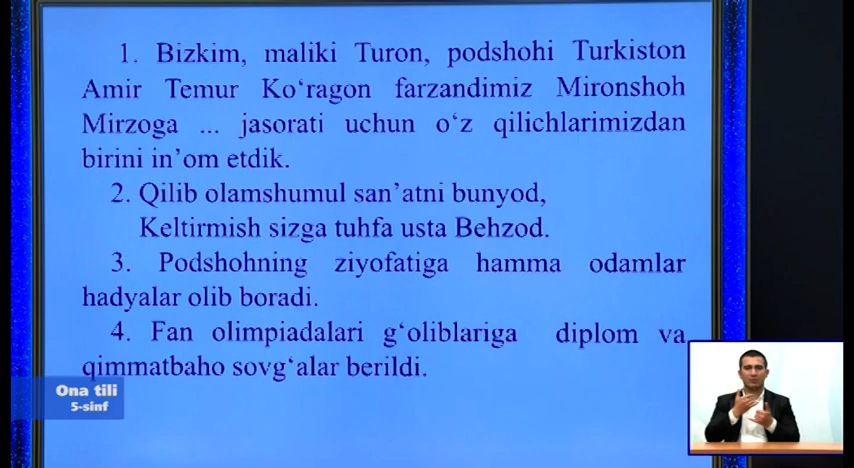 1. Bizkim, maliki Turon, podshohi Turkiston
Amir Temur Ko‘ragon farzandimiz Mironshoh
Mirzoga ... jasorati uchun o‘z qilichlarimizdan
birini in’om etdik.
2. Qilib olamshumul san’atni bunyod,
Keltirmish sizga tuhfa usta Behzod.
3. Podshohning ziyofatiga hamma odamlar
hadyalar olib boradi.
4. Fan olimpiadalari g‘oliblariga diplom va
qimmatbaho sovg‘alar berildi.
Ona tili
5-sinf